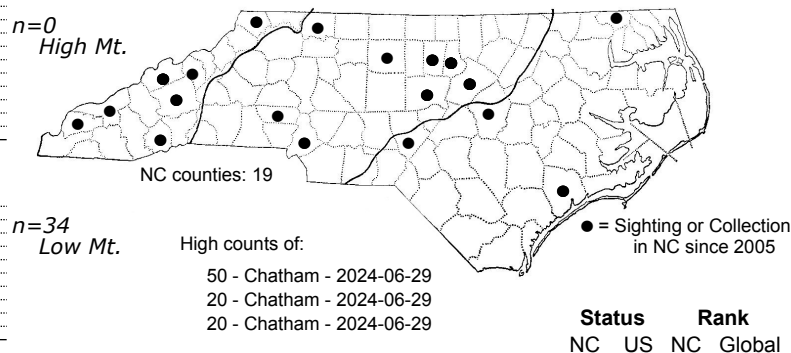 n=0
High Mt.
NC counties: 19
n=34
Low Mt.
High counts of:
50 - Chatham - 2024-06-29
20 - Chatham - 2024-06-29
20 - Chatham - 2024-06-29
● = Sighting or Collection
in NC since 2005
Status Rank
NC US NC Global